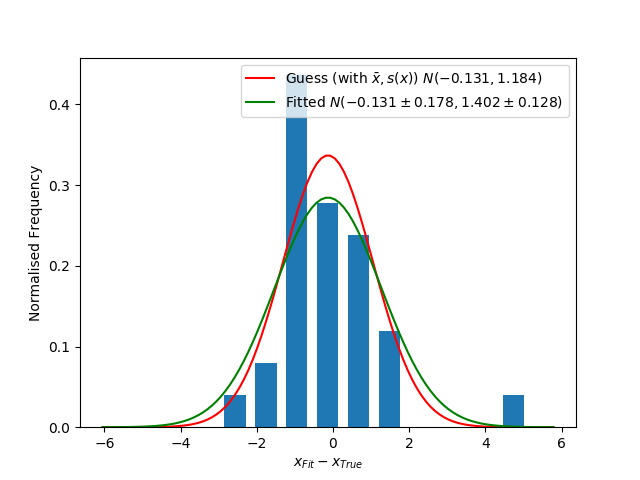 Guess (with x̄, s(x)) N(−0.131, 1.184)
Fitted N(−0.131 ± 0.178, 1.402 ± 0.128)
Normalised Frequency
0.4
0.3
0.2
0.1
0.0
−6 −4 −2 0 2 4 6
x_Fit − x_True